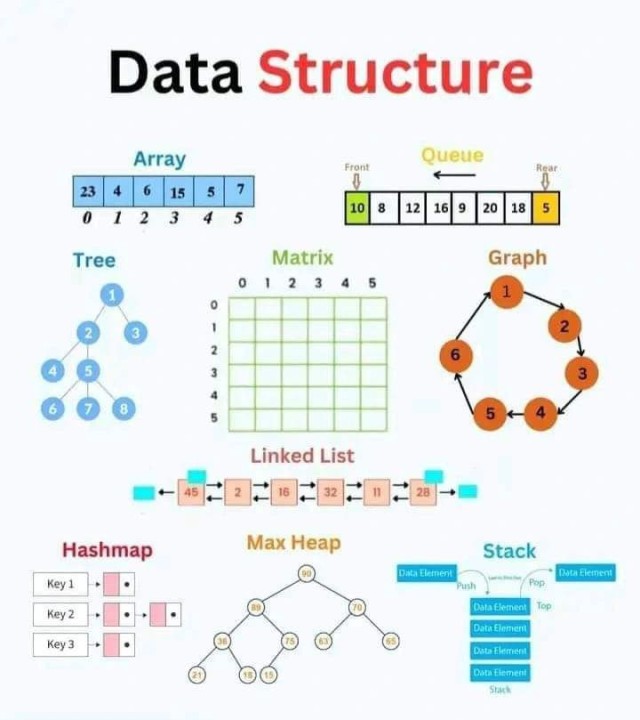 Data Structure
Array
23 4 6 15 5 7
0 1 2 3 4 5
Queue
Front
Rear
10 8 12 16 9 20 18 5
Tree
1
2 3
4 5
6 7 8
Matrix
0 1 2 3 4 5
0
1
2
3
4
5
Graph
1
2
3
4
5
6
Linked List
45 2 16 32 11 28
Hashmap
Key 1
Key 2
Key 3
Max Heap
90
89 70
36 75 63 65
21 18 15
Stack
Data Element
Push
Pop
Data Element
Data Element
Top
Data Element
Data Element
Data Element
Stack